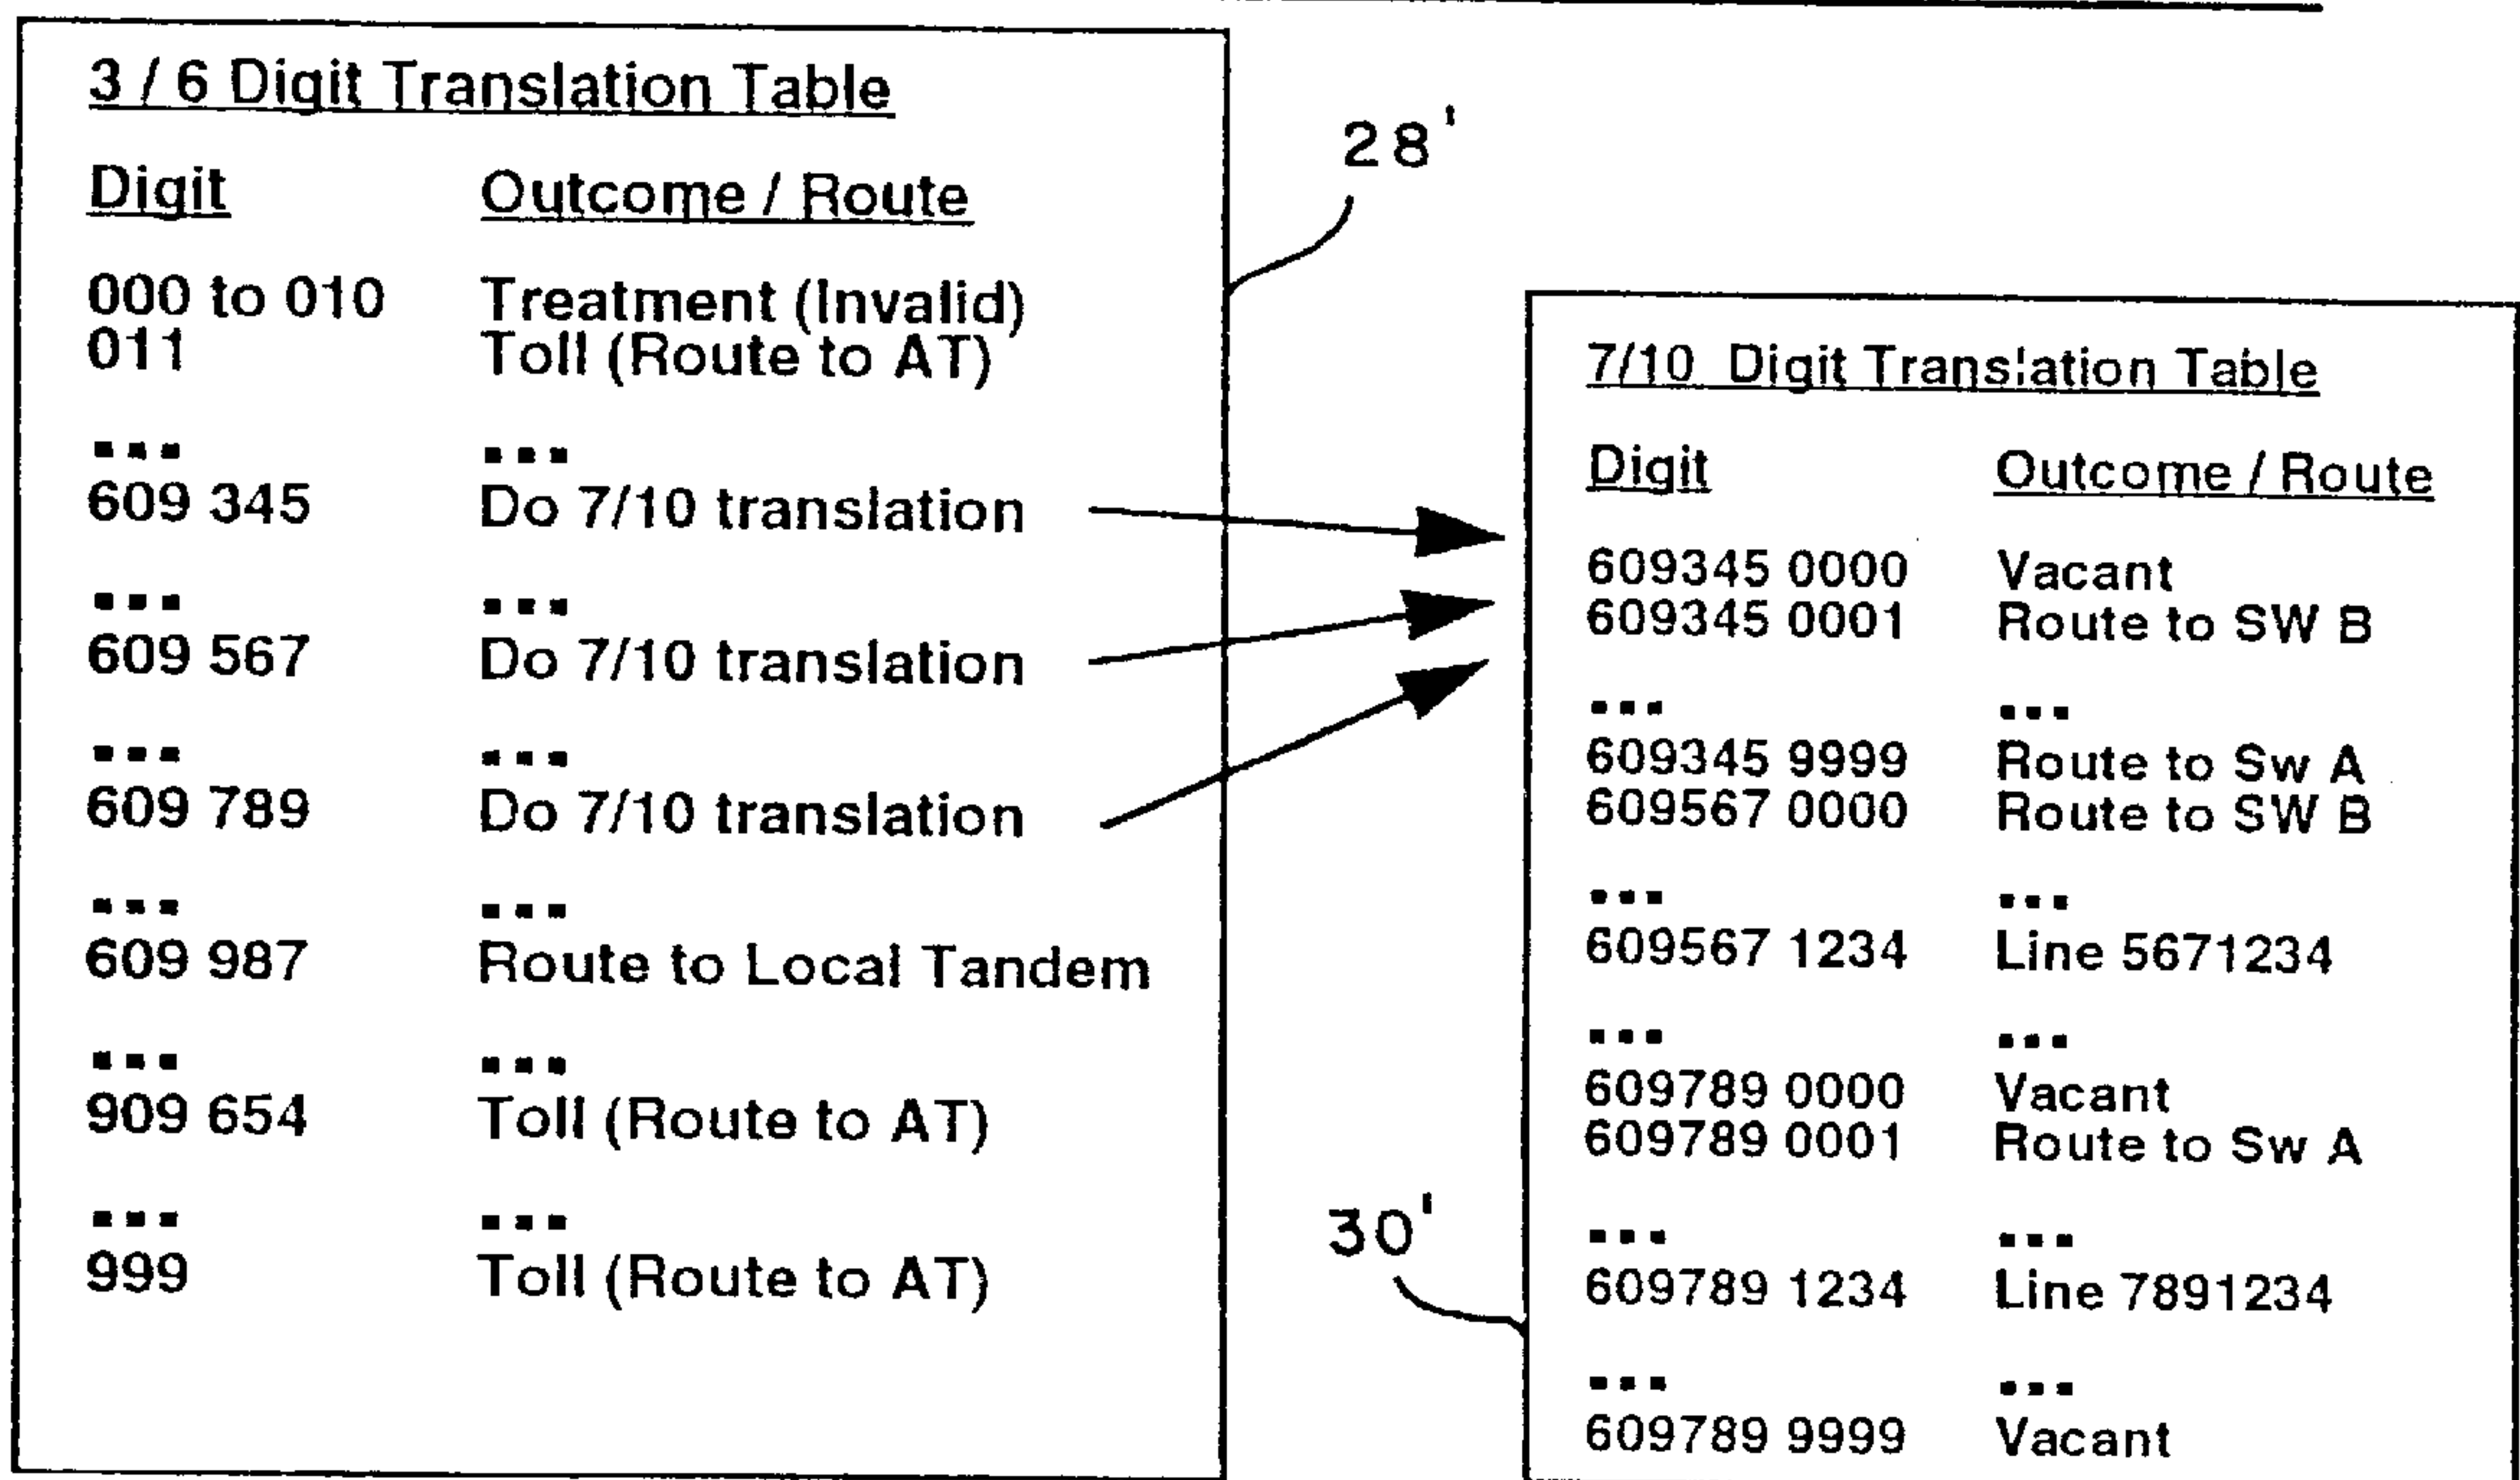 3 / 6 Digit Translation Table
Digit Outcome / Route
000 to 010 Treatment (Invalid)
011 Toll (Route to AT)
... ...
609 345 Do 7/10 translation
... ...
609 567 Do 7/10 translation
... ...
609 789 Do 7/10 translation
... ...
609 987 Route to Local Tandem
... ...
909 654 Toll (Route to AT)
... ...
999 Toll (Route to AT)
28'
7/10 Digit Translation Table
Digit Outcome / Route
609345 0000 Vacant
609345 0001 Route to SW B
... ...
609345 9999 Route to Sw A
609567 0000 Route to SW B
... ...
609567 1234 Line 5671234
... ...
609789 0000 Vacant
609789 0001 Route to Sw A
... ...
609789 1234 Line 7891234
... ...
609789 9999 Vacant
30'